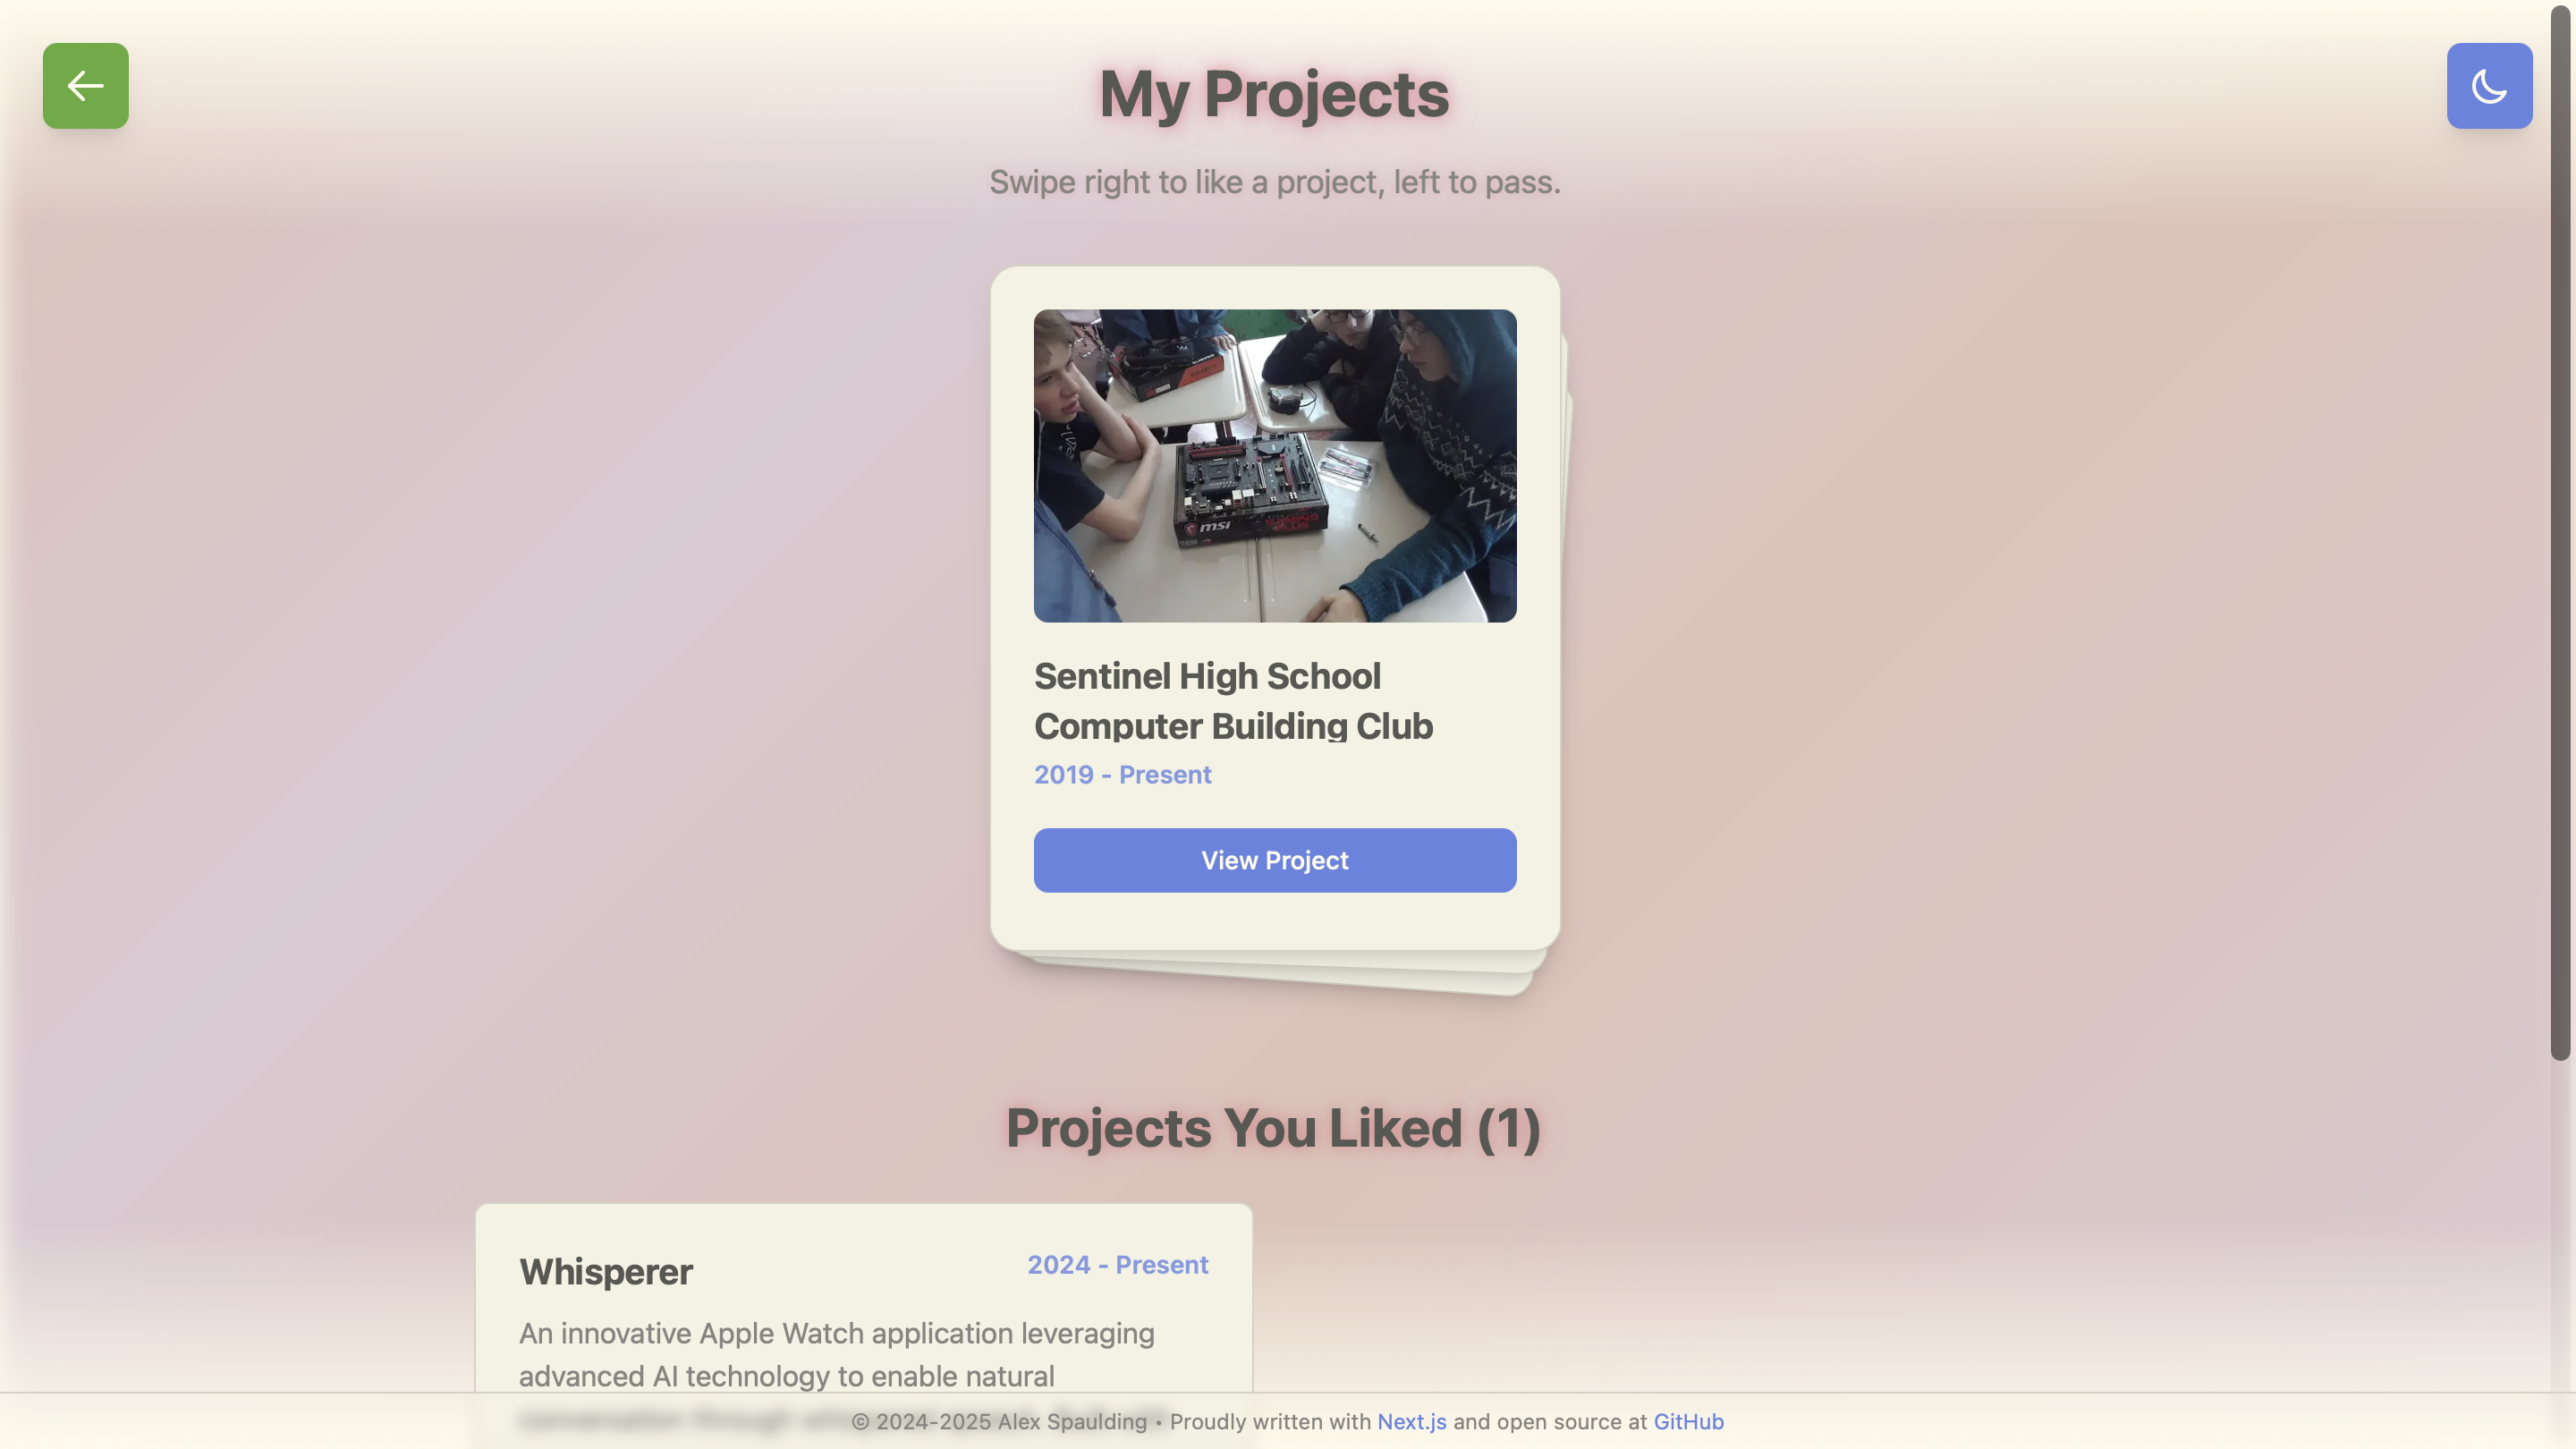 My Projects
Swipe right to like a project, left to pass.
msi
Sentinel High School
Computer Building Club
2019 - Present
View Project
Projects You Liked (1)
Whisperer
2024 - Present
An innovative Apple Watch application leveraging
advanced AI technology to enable natural
© 2024-2025 Alex Spaulding • Proudly written with Next.js and open source at GitHub